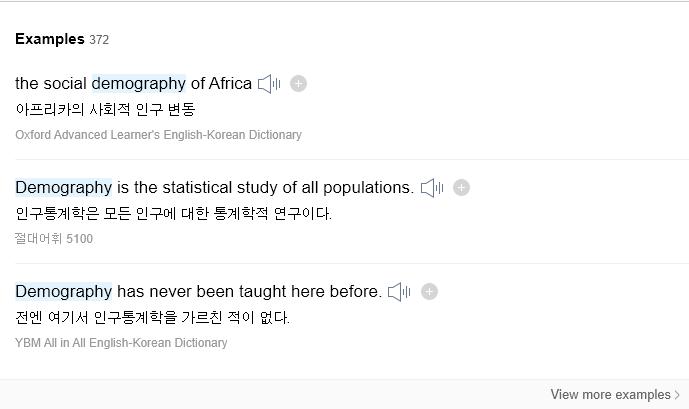 Examples 372
the social demography of Africa
아프리카의 사회적 인구 변동
Oxford Advanced Learner's English-Korean Dictionary
Demography is the statistical study of all populations.
인구통계학은 모든 인구에 대한 통계학적 연구이다.
절대어휘 5100
Demography has never been taught here before.
전엔 여기서 인구통계학을 가르친 적이 없다.
YBM All in All English-Korean Dictionary
View more examples